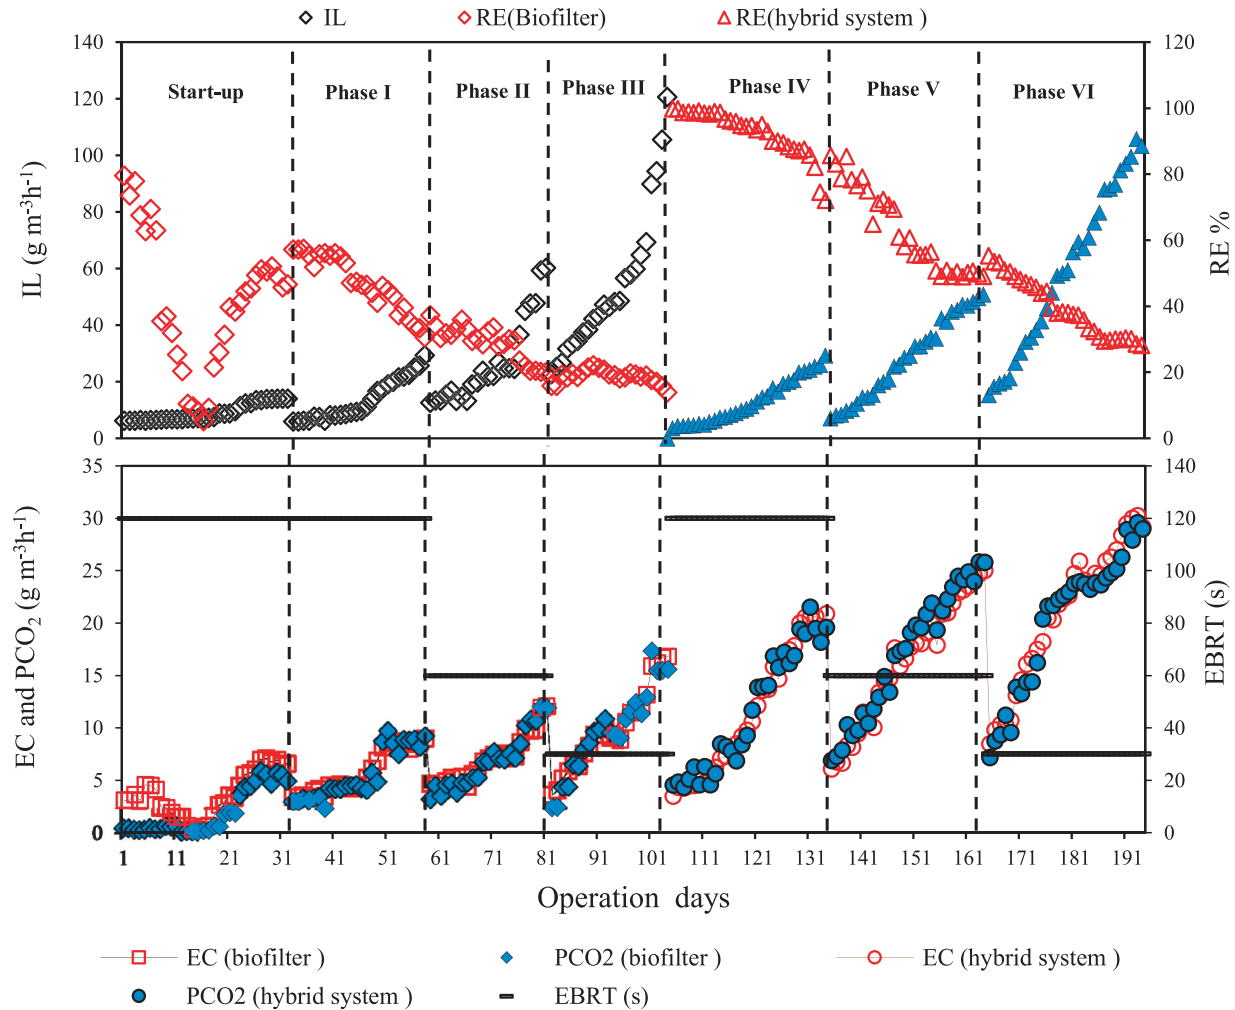 IL RE(Biofilter) RE(hybrid system )
140 120
120 100
100 80
80 60
60 40
40 20
20 0
0
IL (g m-³h-¹)
RE %
Start-up Phase I Phase II Phase III Phase IV Phase V Phase VI
35 140
30 120
25 100
20 80
15 60
10 40
5 20
0 0
EC and PCO₂ (g m-³h-¹)
EBRT (s)
1 11 21 31 41 51 61 71 81 91 101 111 121 131 141 151 161 171 181 191
Operation days
EC (biofilter ) PCO2 (biofilter ) EC (hybrid system )
PCO2 (hybrid system ) EBRT (s)